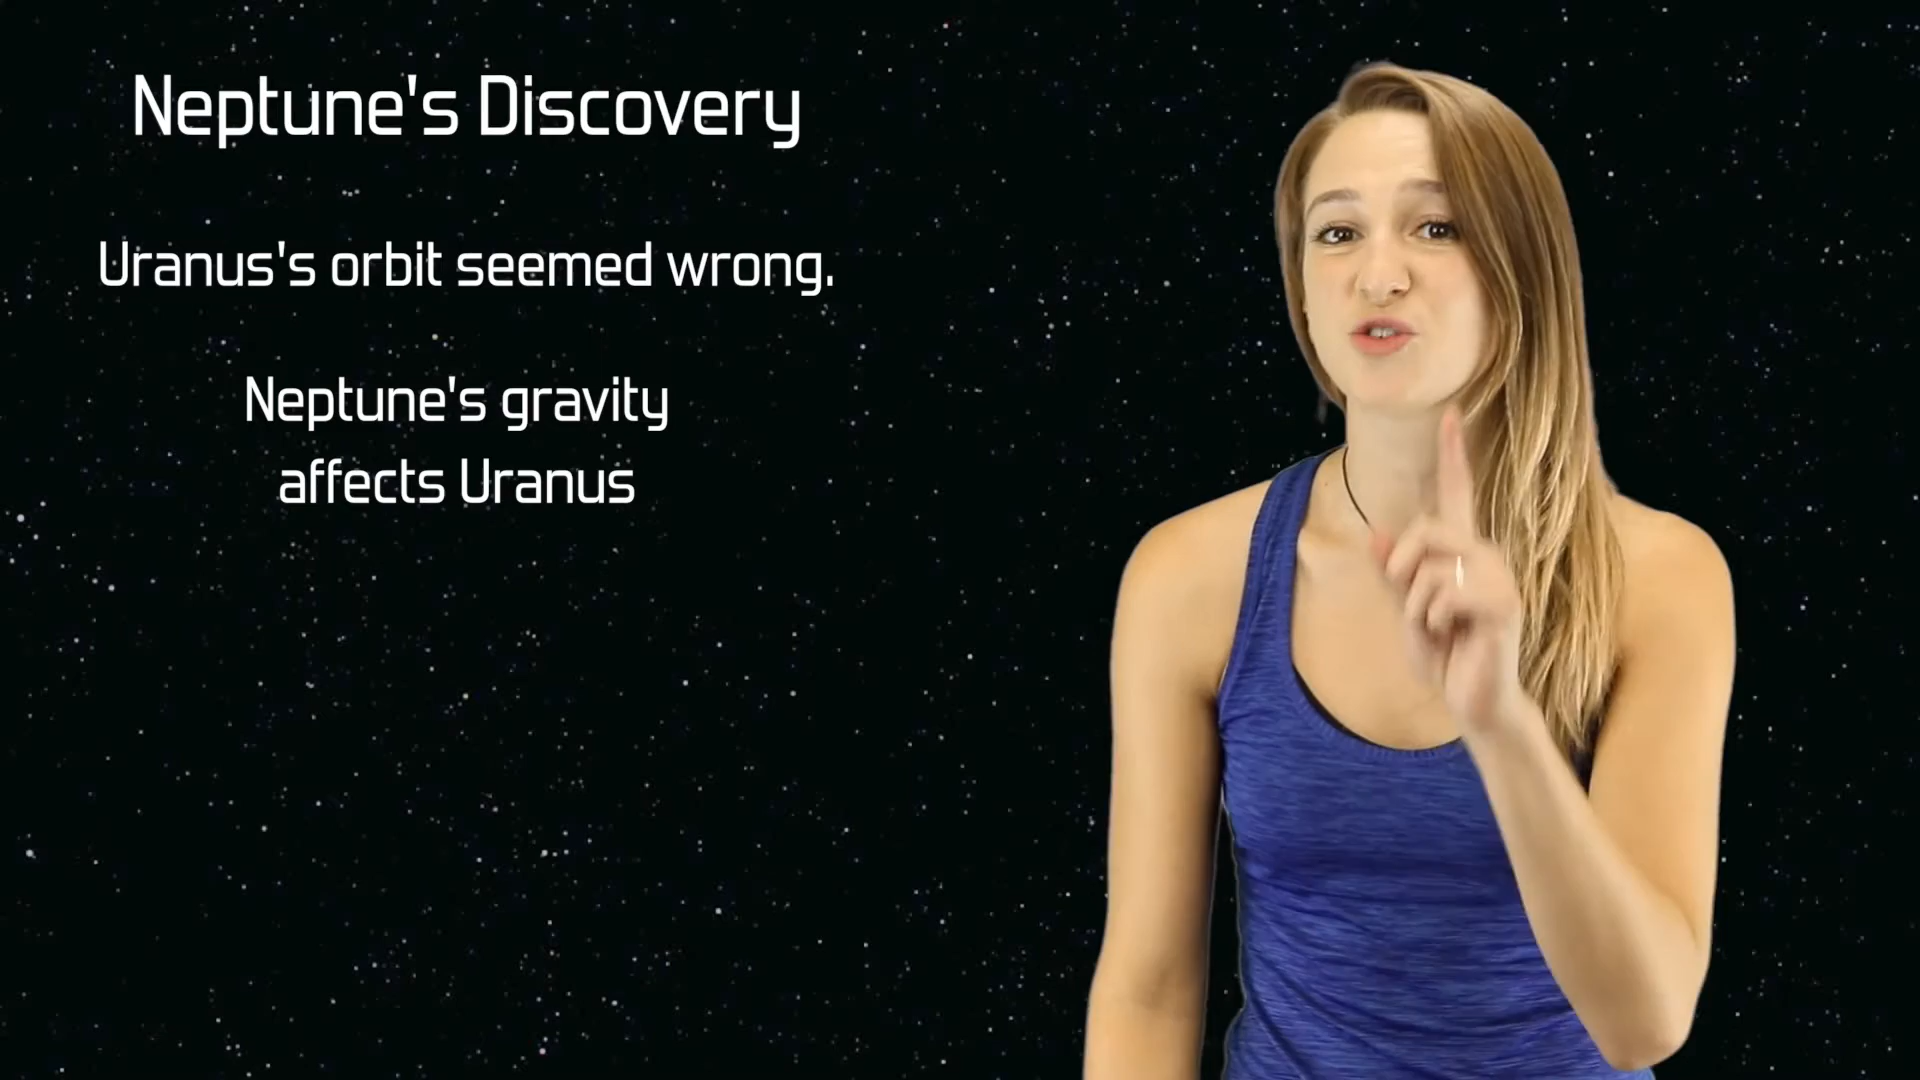 Neptune's Discovery
Uranus's orbit seemed wrong.
Neptune's gravity
affects Uranus